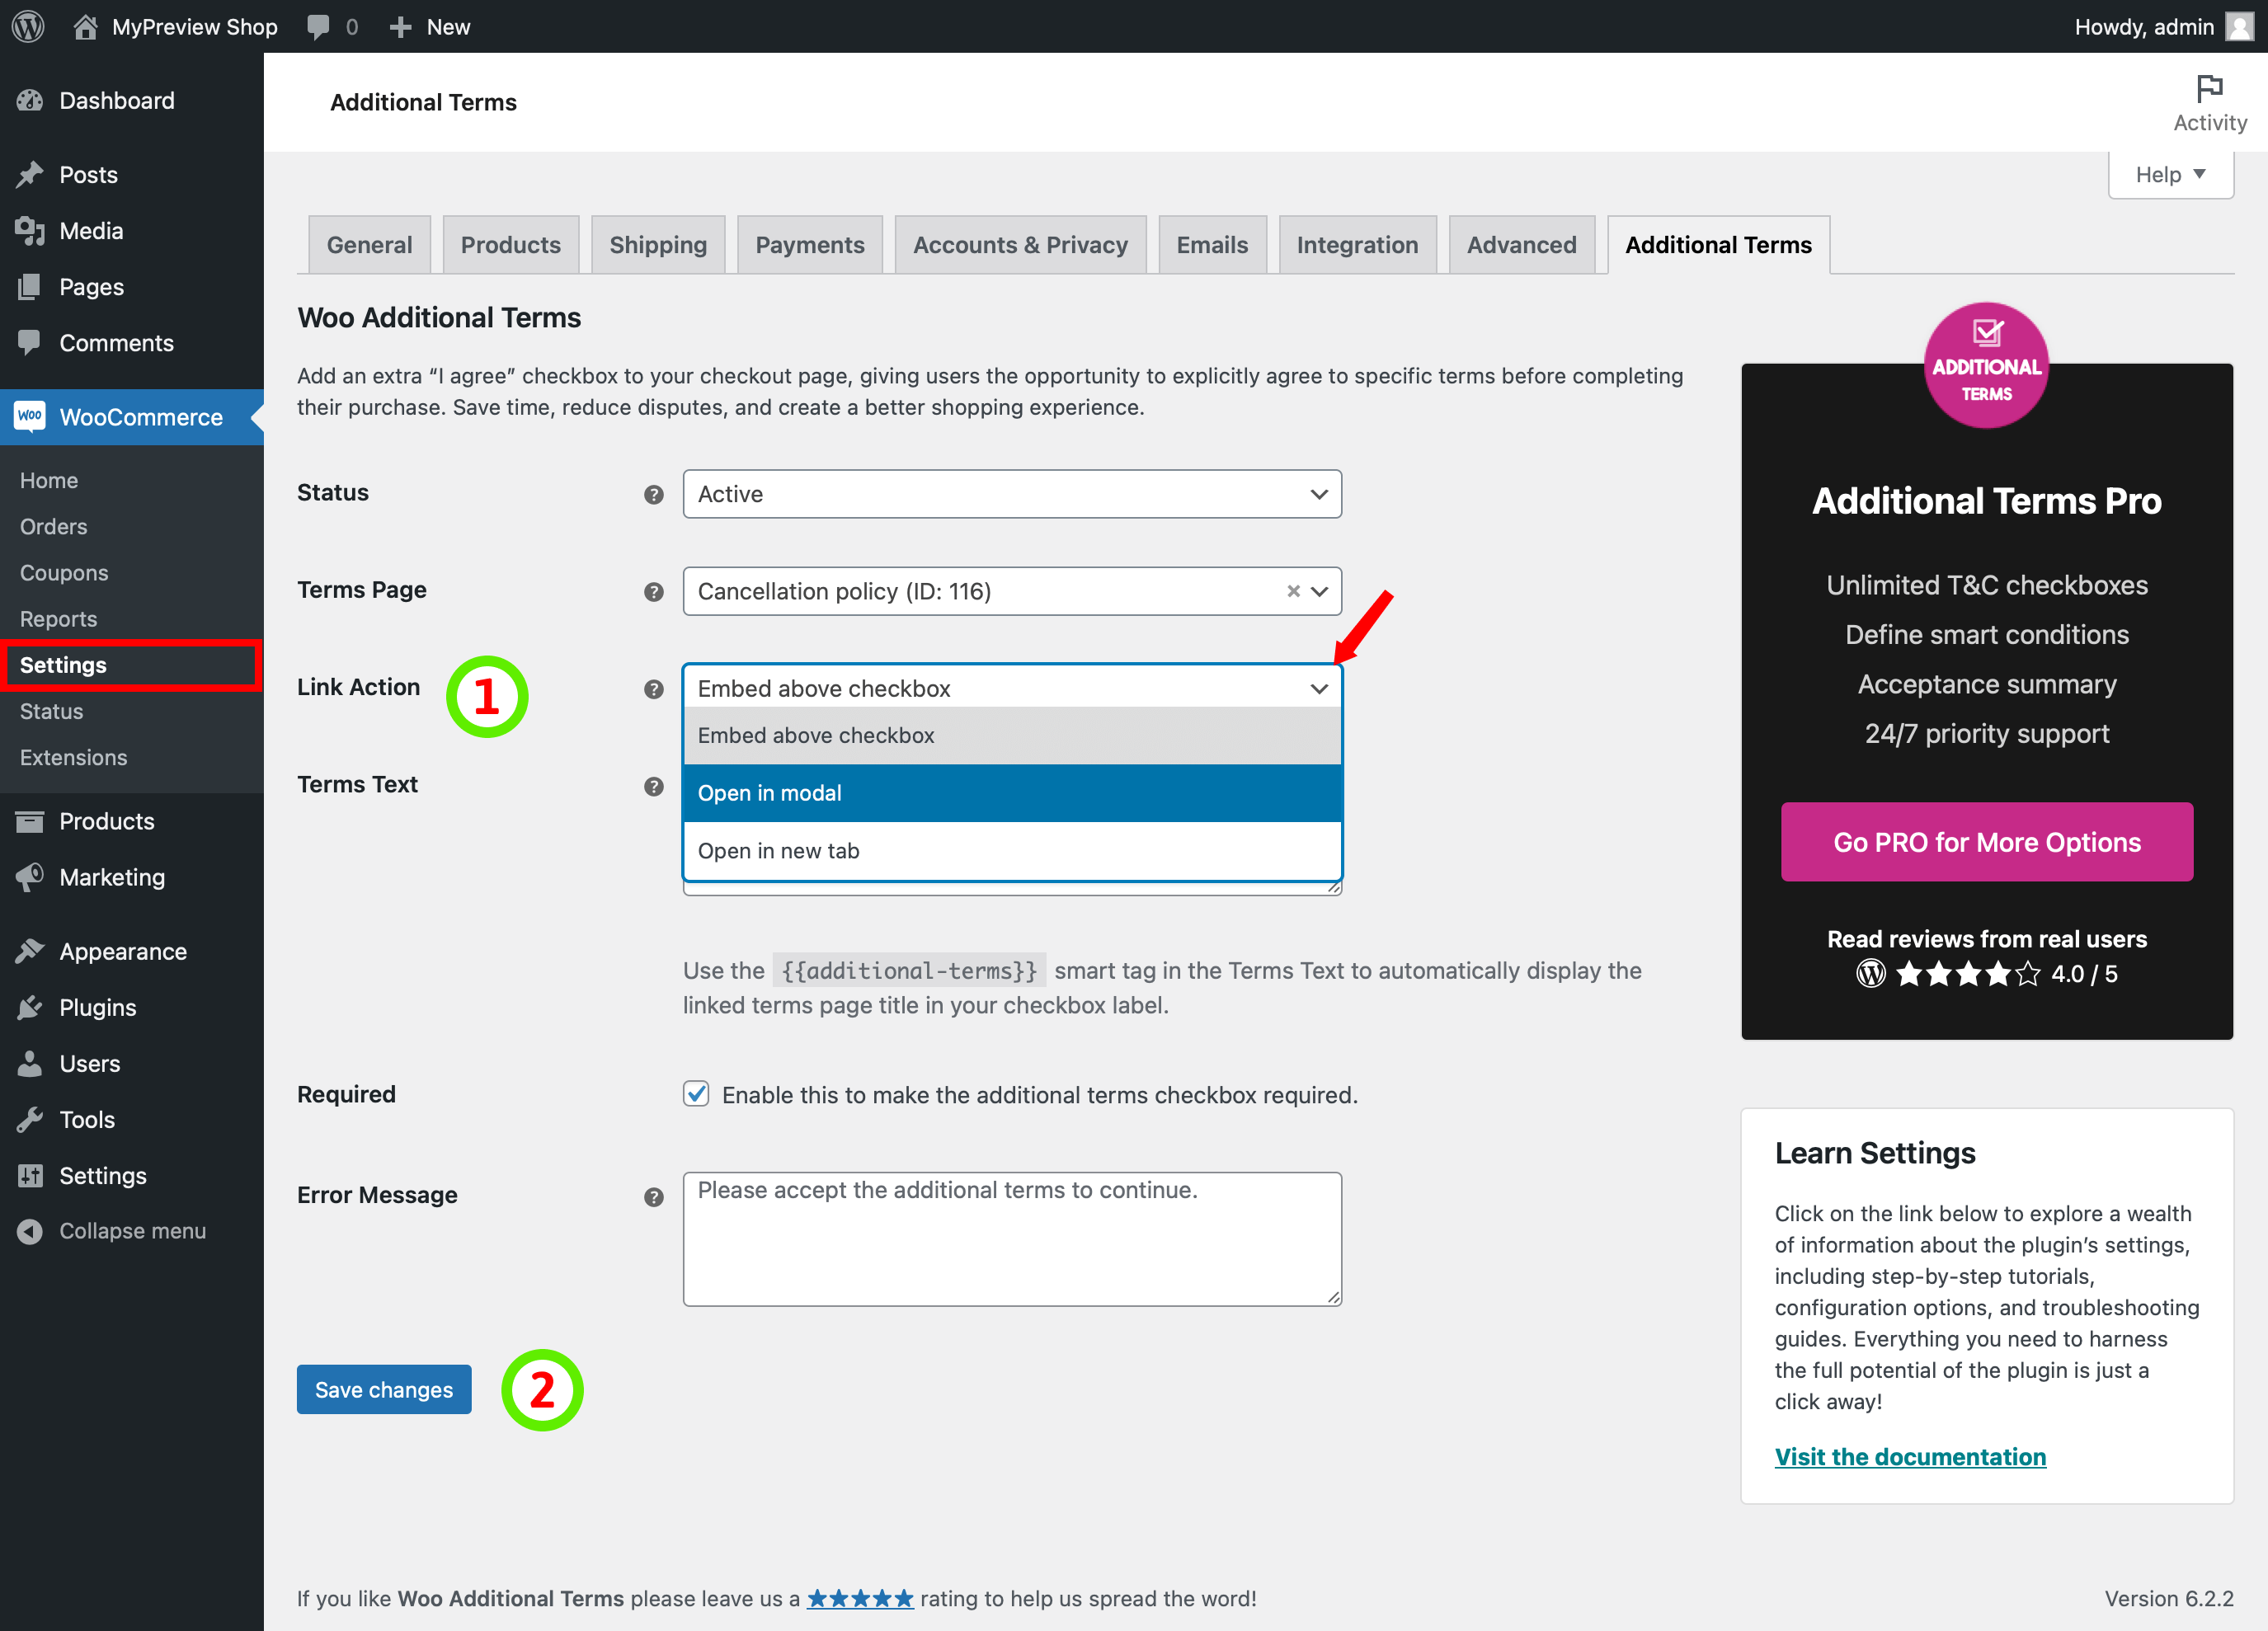 MyPreview Shop 0 New Howdy, admin
Dashboard
Posts
Media
Pages
Comments
woo WooCommerce
Home
Orders
Coupons
Reports
Settings
Status
Extensions
Products
Marketing
Appearance
Plugins
Users
Tools
Settings
Collapse menu
Additional Terms
Activity
Help ▼
General Products Shipping Payments Accounts & Privacy Emails Integration Advanced Additional Terms
Woo Additional Terms
Add an extra “I agree” checkbox to your checkout page, giving users the opportunity to explicitly agree to specific terms before completing
their purchase. Save time, reduce disputes, and create a better shopping experience.
Status ? Active
Terms Page ? Cancellation policy (ID: 116) ×
Link Action 1 ? Embed above checkbox
Embed above checkbox
Terms Text ? Open in modal
Open in new tab
Use the {{additional-terms}} smart tag in the Terms Text to automatically display the
linked terms page title in your checkbox label.
Required Enable this to make the additional terms checkbox required.
Error Message ? Please accept the additional terms to continue.
Save changes 2
ADDITIONAL
TERMS
Additional Terms Pro
Unlimited T&C checkboxes
Define smart conditions
Acceptance summary
24/7 priority support
Go PRO for More Options
Read reviews from real users
★★★★☆ 4.0 / 5
Learn Settings
Click on the link below to explore a wealth
of information about the plugin’s settings,
including step-by-step tutorials,
configuration options, and troubleshooting
guides. Everything you need to harness
the full potential of the plugin is just a
click away!
Visit the documentation
If you like Woo Additional Terms please leave us a ★★★★★ rating to help us spread the word!
Version 6.2.2